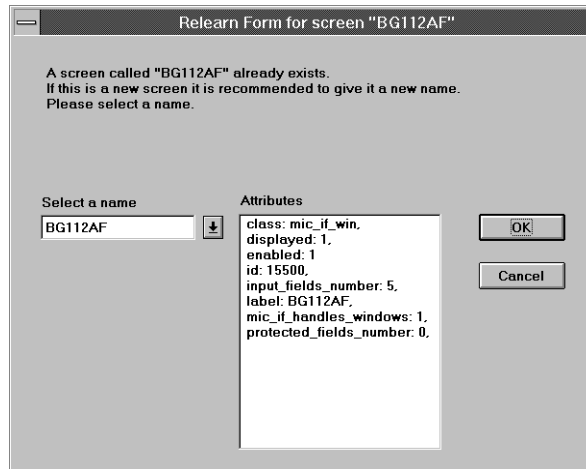 Relearn Form for screen "BG112AF"
A screen called "BG112AF" already exists.
If this is a new screen it is recommended to give it a new name.
Please select a name.
Select a name
BG112AF
Attributes
class: mic_if_win,
displayed: 1,
enabled: 1
id: 15500,
input_fields_number: 5,
label: BG112AF,
mic_if_handles_windows: 1,
protected_fields_number: 0,
OK
Cancel